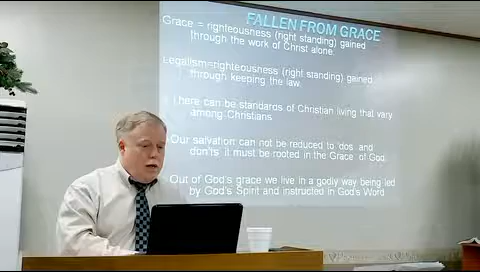 FALLEN FROM GRACE
Grace = righteousness (right standing) gained
through the work of Christ alone.
Legalism=righteousness (right standing) gained
through keeping the law.
There can be standards of Christian living that vary
among Christians
Our salvation can not be reduced to 'dos' and
don'ts' it must be rooted in the Grace of God.
Out of God's grace we live in a godly way being led
by God's Spirit and instructed in God's Word